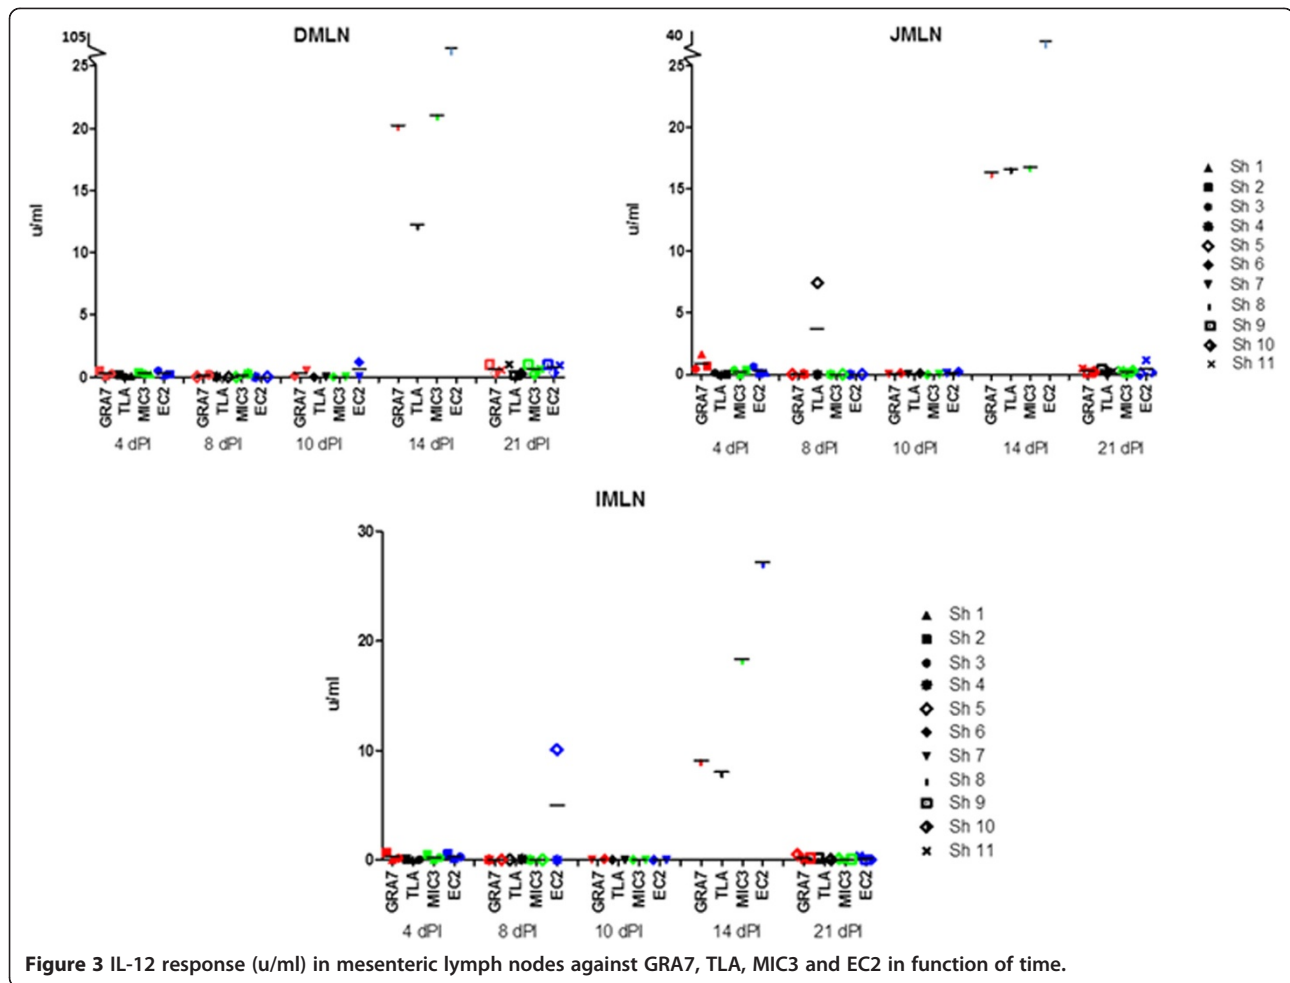 DMLN
105
25
20
15
10
5
0
u/ml
GRA7 TLA MIC3 EC2 GRA7 TLA MIC3 EC2 GRA7 TLA MIC3 EC2 GRA7 TLA MIC3 EC2 GRA7 TLA MIC3 EC2
4 dPI 8 dPI 10 dPI 14 dPI 21 dPI
JMLN
40
25
20
15
10
5
0
u/ml
GRA7 TLA MIC3 EC2 GRA7 TLA MIC3 EC2 GRA7 TLA MIC3 EC2 GRA7 TLA MIC3 EC2 GRA7 TLA MIC3 EC2
4 dPI 8 dPI 10 dPI 14 dPI 21 dPI
Sh 1
Sh 2
Sh 3
Sh 4
Sh 5
Sh 6
Sh 7
Sh 8
Sh 9
Sh 10
Sh 11
IMLN
30
20
10
0
u/ml
GRA7 TLA MIC3 EC2 GRA7 TLA MIC3 EC2 GRA7 TLA MIC3 EC2 GRA7 TLA MIC3 EC2 GRA7 TLA MIC3 EC2
4 dPI 8 dPI 10 dPI 14 dPI 21 dPI
Sh 1
Sh 2
Sh 3
Sh 4
Sh 5
Sh 6
Sh 7
Sh 8
Sh 9
Sh 10
Sh 11
Figure 3 IL-12 response (u/ml) in mesenteric lymph nodes against GRA7, TLA, MIC3 and EC2 in function of time.